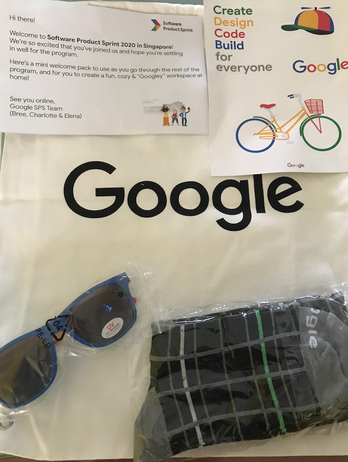 Software
Product Sprint
Hi there!
Welcome to Software Product Sprint 2020 in Singapore!
We're so excited that you've joined us and hope you're settling
in well for the program.
Here's a mini welcome pack to use as you go through the rest of the
program, and for you to create a fun, cozy & "Googley" workspace at
home!
See you online,
Google SPS Team
(Bree, Charlotte & Elena)
Create
Design
Code
Build
for
everyone
Google
Google
Google
ogle